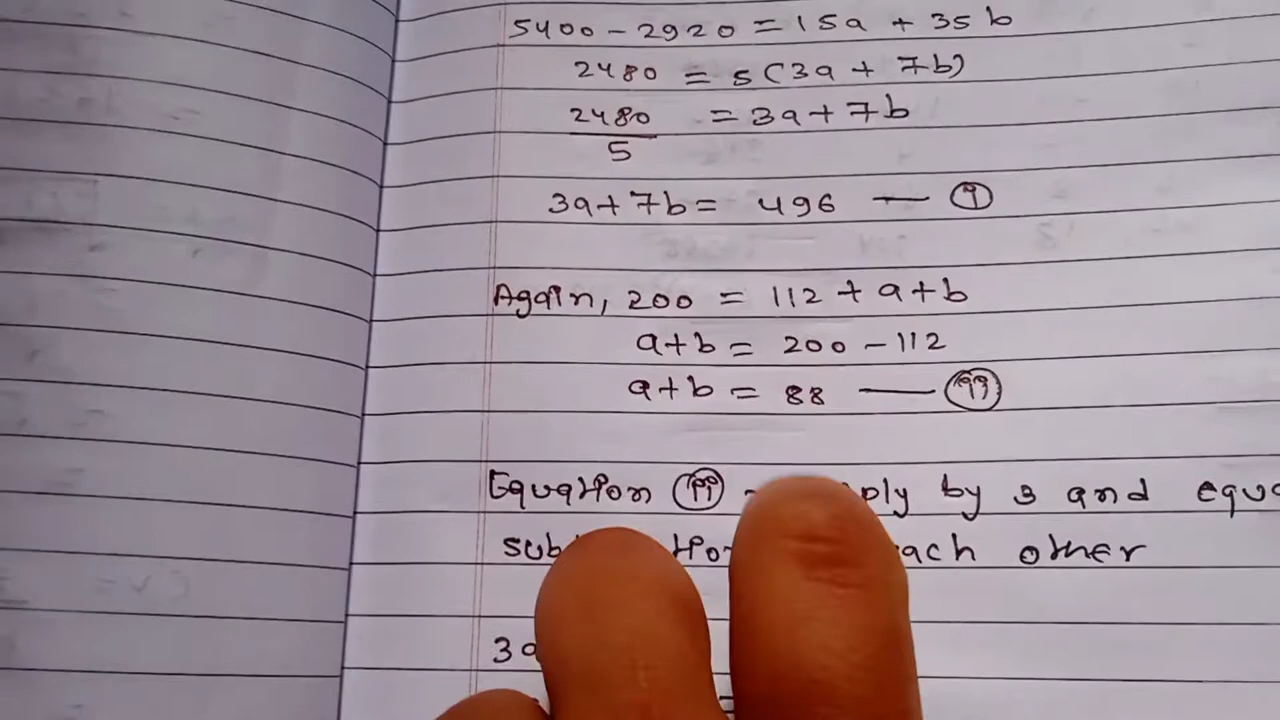 5400 - 2920 = 15a + 35b
2480 = 5(3a + 7b)
2480 / 5 = 3a + 7b
3a + 7b = 496 — (i)
Again, 200 = 112 + a + b
a + b = 200 - 112
a + b = 88 — (ii)
Equation (ii) by 3 and
other
3a